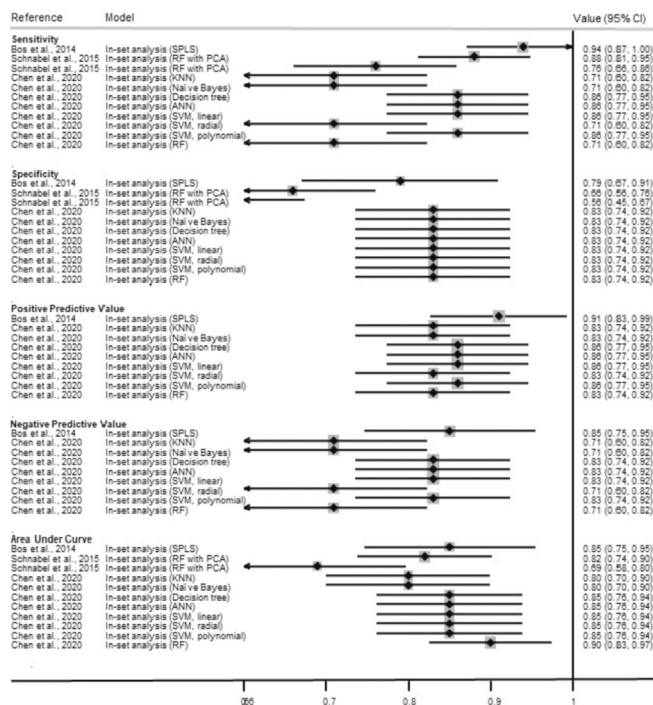 Reference Model Value (95% CI)
Sensitivity
Bos et al., 2014 In-set analysis (SPLS) 0.94 (0.87, 1.00)
Schnabel et al., 2015 In-set analysis (RF with PCA) 0.88 (0.81, 0.95)
Schnabel et al., 2015 In-set analysis (RF with PCA) 0.76 (0.66, 0.86)
Chen et al., 2020 In-set analysis (KNN) 0.71 (0.60, 0.82)
Chen et al., 2020 In-set analysis (Naïve Bayes) 0.71 (0.60, 0.82)
Chen et al., 2020 In-set analysis (Decision tree) 0.86 (0.77, 0.95)
Chen et al., 2020 In-set analysis (ANN) 0.86 (0.77, 0.95)
Chen et al., 2020 In-set analysis (SVM, linear) 0.86 (0.77, 0.95)
Chen et al., 2020 In-set analysis (SVM, radial) 0.71 (0.60, 0.82)
Chen et al., 2020 In-set analysis (SVM, polynomial) 0.86 (0.77, 0.95)
Chen et al., 2020 In-set analysis (RF) 0.71 (0.60, 0.82)
Specificity
Bos et al., 2014 In-set analysis (SPLS) 0.79 (0.67, 0.91)
Schnabel et al., 2015 In-set analysis (RF with PCA) 0.66 (0.56, 0.76)
Schnabel et al., 2015 In-set analysis (RF with PCA) 0.56 (0.45, 0.67)
Chen et al., 2020 In-set analysis (KNN) 0.83 (0.74, 0.92)
Chen et al., 2020 In-set analysis (Naïve Bayes) 0.83 (0.74, 0.92)
Chen et al., 2020 In-set analysis (Decision tree) 0.83 (0.74, 0.92)
Chen et al., 2020 In-set analysis (ANN) 0.83 (0.74, 0.92)
Chen et al., 2020 In-set analysis (SVM, linear) 0.83 (0.74, 0.92)
Chen et al., 2020 In-set analysis (SVM, radial) 0.83 (0.74, 0.92)
Chen et al., 2020 In-set analysis (SVM, polynomial) 0.83 (0.74, 0.92)
Chen et al., 2020 In-set analysis (RF) 0.83 (0.74, 0.92)
Positive Predictive Value
Bos et al., 2014 In-set analysis (SPLS) 0.91 (0.83, 0.99)
Chen et al., 2020 In-set analysis (KNN) 0.83 (0.74, 0.92)
Chen et al., 2020 In-set analysis (Naïve Bayes) 0.83 (0.74, 0.92)
Chen et al., 2020 In-set analysis (Decision tree) 0.86 (0.77, 0.95)
Chen et al., 2020 In-set analysis (ANN) 0.86 (0.77, 0.95)
Chen et al., 2020 In-set analysis (SVM, linear) 0.86 (0.77, 0.95)
Chen et al., 2020 In-set analysis (SVM, radial) 0.83 (0.74, 0.92)
Chen et al., 2020 In-set analysis (SVM, polynomial) 0.86 (0.77, 0.95)
Chen et al., 2020 In-set analysis (RF) 0.83 (0.74, 0.92)
Negative Predictive Value
Bos et al., 2014 In-set analysis (SPLS) 0.85 (0.75, 0.95)
Chen et al., 2020 In-set analysis (KNN) 0.71 (0.60, 0.82)
Chen et al., 2020 In-set analysis (Naïve Bayes) 0.71 (0.60, 0.82)
Chen et al., 2020 In-set analysis (Decision tree) 0.83 (0.74, 0.92)
Chen et al., 2020 In-set analysis (ANN) 0.83 (0.74, 0.92)
Chen et al., 2020 In-set analysis (SVM, linear) 0.83 (0.74, 0.92)
Chen et al., 2020 In-set analysis (SVM, radial) 0.71 (0.60, 0.82)
Chen et al., 2020 In-set analysis (SVM, polynomial) 0.83 (0.74, 0.92)
Chen et al., 2020 In-set analysis (RF) 0.71 (0.60, 0.82)
Area Under Curve
Bos et al., 2014 In-set analysis (SPLS) 0.85 (0.75, 0.95)
Schnabel et al., 2015 In-set analysis (RF with PCA) 0.82 (0.74, 0.90)
Schnabel et al., 2015 In-set analysis (RF with PCA) 0.69 (0.58, 0.80)
Chen et al., 2020 In-set analysis (KNN) 0.80 (0.70, 0.90)
Chen et al., 2020 In-set analysis (Naïve Bayes) 0.80 (0.70, 0.90)
Chen et al., 2020 In-set analysis (Decision tree) 0.85 (0.76, 0.94)
Chen et al., 2020 In-set analysis (ANN) 0.85 (0.76, 0.94)
Chen et al., 2020 In-set analysis (SVM, linear) 0.85 (0.76, 0.94)
Chen et al., 2020 In-set analysis (SVM, radial) 0.85 (0.76, 0.94)
Chen et al., 2020 In-set analysis (SVM, polynomial) 0.85 (0.76, 0.94)
Chen et al., 2020 In-set analysis (RF) 0.90 (0.83, 0.97)
0.7 0.8 0.9 1